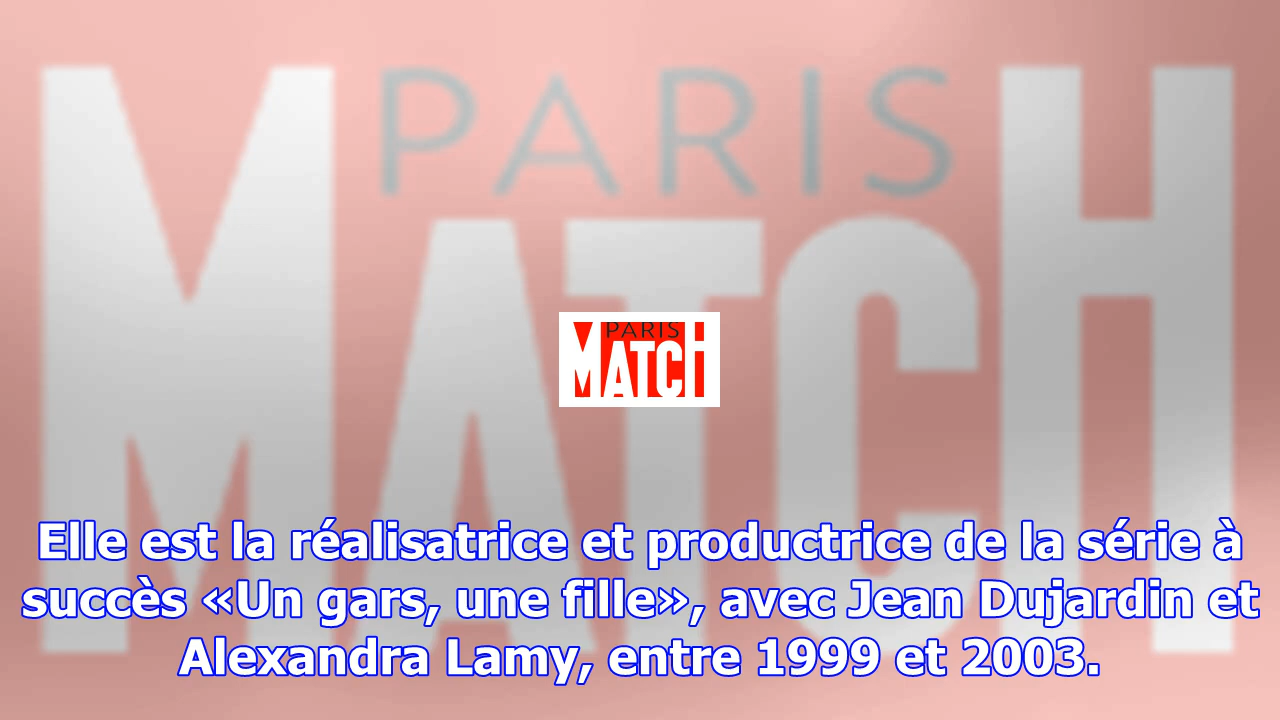 PARIS
MATCH
PARIS
MATCH
Elle est la réalisatrice et productrice de la série à
succès «Un gars, une fille», avec Jean Dujardin et
Alexandra Lamy, entre 1999 et 2003.